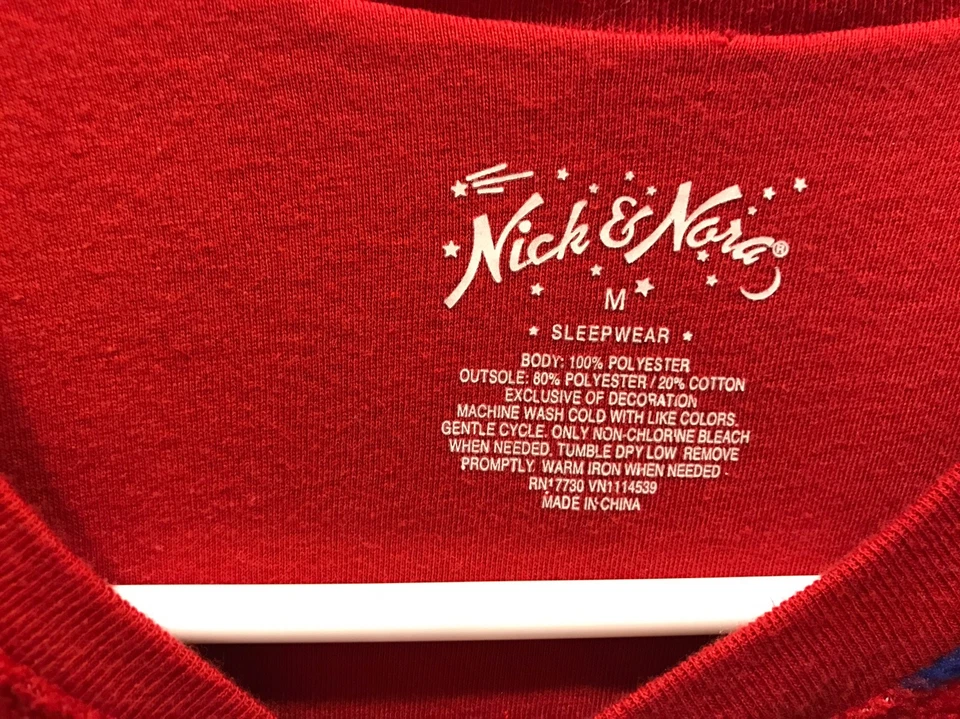 Nick & Nora®
M
SLEEPWEAR
BODY: 100% POLYESTER
OUTSOLE: 80% POLYESTER / 20% COTTON
EXCLUSIVE OF DECORATION
MACHINE WASH COLD WITH LIKE COLORS.
GENTLE CYCLE. ONLY NON-CHLORINE BLEACH
WHEN NEEDED. TUMBLE DRY LOW. REMOVE
PROMPTLY. WARM IRON WHEN NEEDED
RN17730 VN1114539
MADE IN CHINA